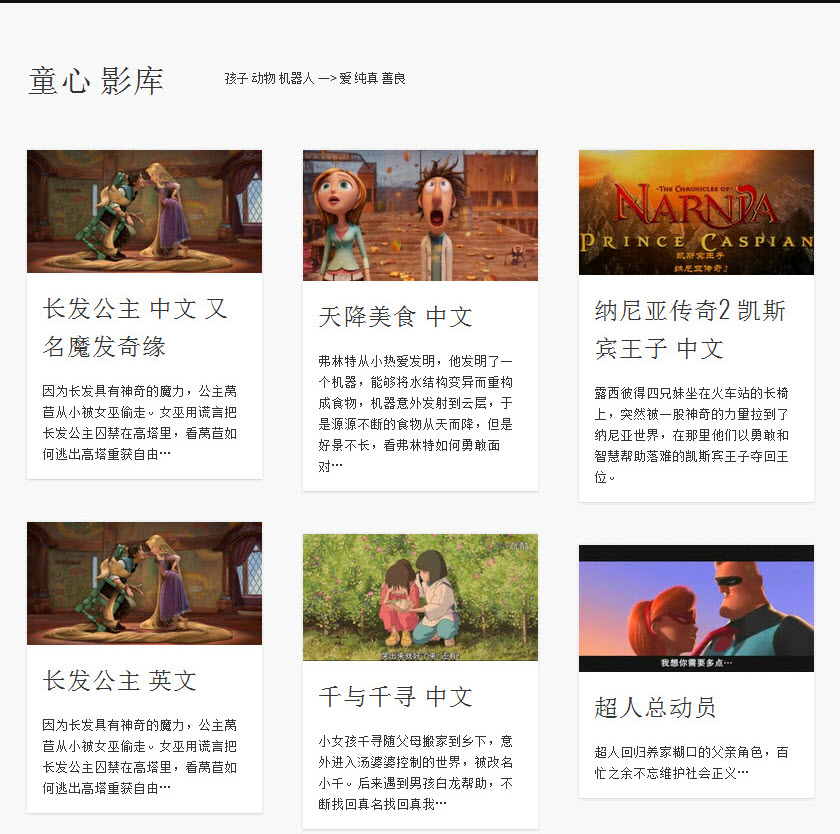 童心 影库
孩子 动物 机器人 —> 爱 纯真 善良
长发公主 中文 又
名魔发奇缘
因为长发具有神奇的魔力，公主萵
苣从小被女巫偷走。女巫用谎言把
长发公主囚禁在高塔里，看萵苣如
何逃出高塔重获自由…
天降美食 中文
弗林特从小热爱发明，他发明了一
个机器，能够将水结构变异而重构
成食物，机器意外发射到云层，于
是源源不断的食物从天而降，但是
好景不长，看弗林特如何勇敢面
对…
·THE CHRONICLES OF·
NARNIA
PRINCE CASPIAN
凯斯宾王子
纳尼亚传奇2
纳尼亚传奇2 凯斯
宾王子 中文
露西彼得四兄妹坐在火车站的长椅
上，突然被一股神奇的力量拉到了
纳尼亚世界，在那里他们以勇敢和
智慧帮助落难的凯斯宾王子夺回王
位。
长发公主 英文
因为长发具有神奇的魔力，公主萵
苣从小被女巫偷走。女巫用谎言把
长发公主囚禁在高塔里，看萵苣如
何逃出高塔重获自由…
千与千寻 中文
小女孩千寻随父母搬家到乡下，意
外进入汤婆婆控制的世界，被改名
小千。后来遇到男孩白龙帮助，不
断找回真名找回真我…
我想你需要多点…
超人总动员
超人回归养家糊口的父亲角色，百
忙之余不忘维护社会正义…